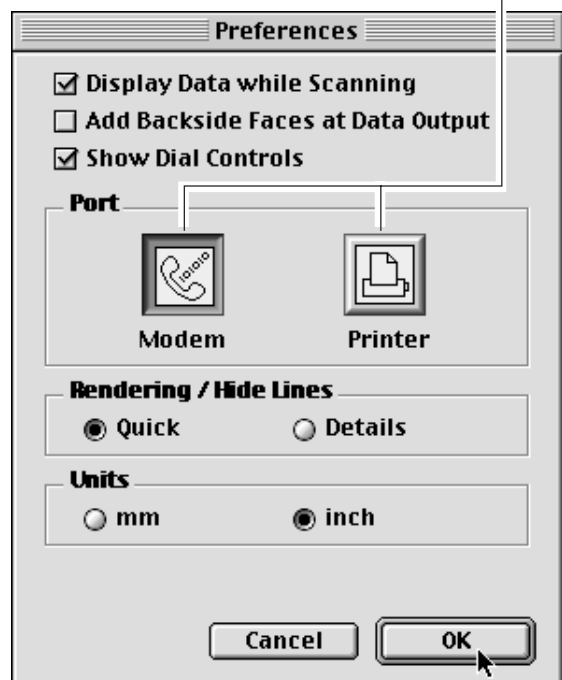 Preferences
Display Data while Scanning
Add Backside Faces at Data Output
Show Dial Controls
Port
Modem
Printer
Rendering / Hide Lines
Quick
Details
Units
mm
inch
Cancel
OK